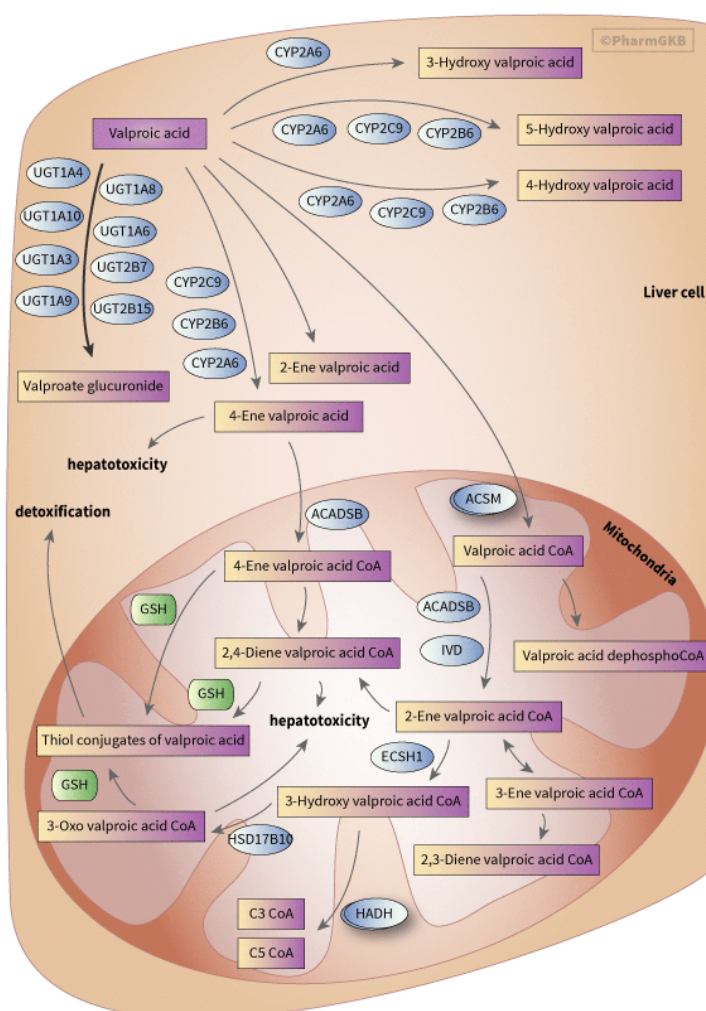 ©PharmGKB
CYP2A6
3-Hydroxy valproic acid
Valproic acid
CYP2A6
CYP2C9
CYP2B6
5-Hydroxy valproic acid
UGT1A4
UGT1A8
CYP2A6
CYP2C9
CYP2B6
4-Hydroxy valproic acid
UGT1A10
UGT1A6
UGT1A3
UGT2B7
UGT1A9
UGT2B15
CYP2C9
CYP2B6
CYP2A6
Liver cell
Valproate glucuronide
2-Ene valproic acid
4-Ene valproic acid
hepatotoxicity
detoxification
ACADSB
ACSM
Mitochondria
4-Ene valproic acid CoA
Valproic acid CoA
GSH
ACADSB
IVD
2,4-Diene valproic acid CoA
Valproic acid dephosphoCoA
GSH
hepatotoxicity
2-Ene valproic acid CoA
Thiol conjugates of valproic acid
ECSH1
GSH
3-Hydroxy valproic acid CoA
3-Ene valproic acid CoA
3-Oxo valproic acid CoA
HSD17B10
2,3-Diene valproic acid CoA
C3 CoA
HADH
C5 CoA